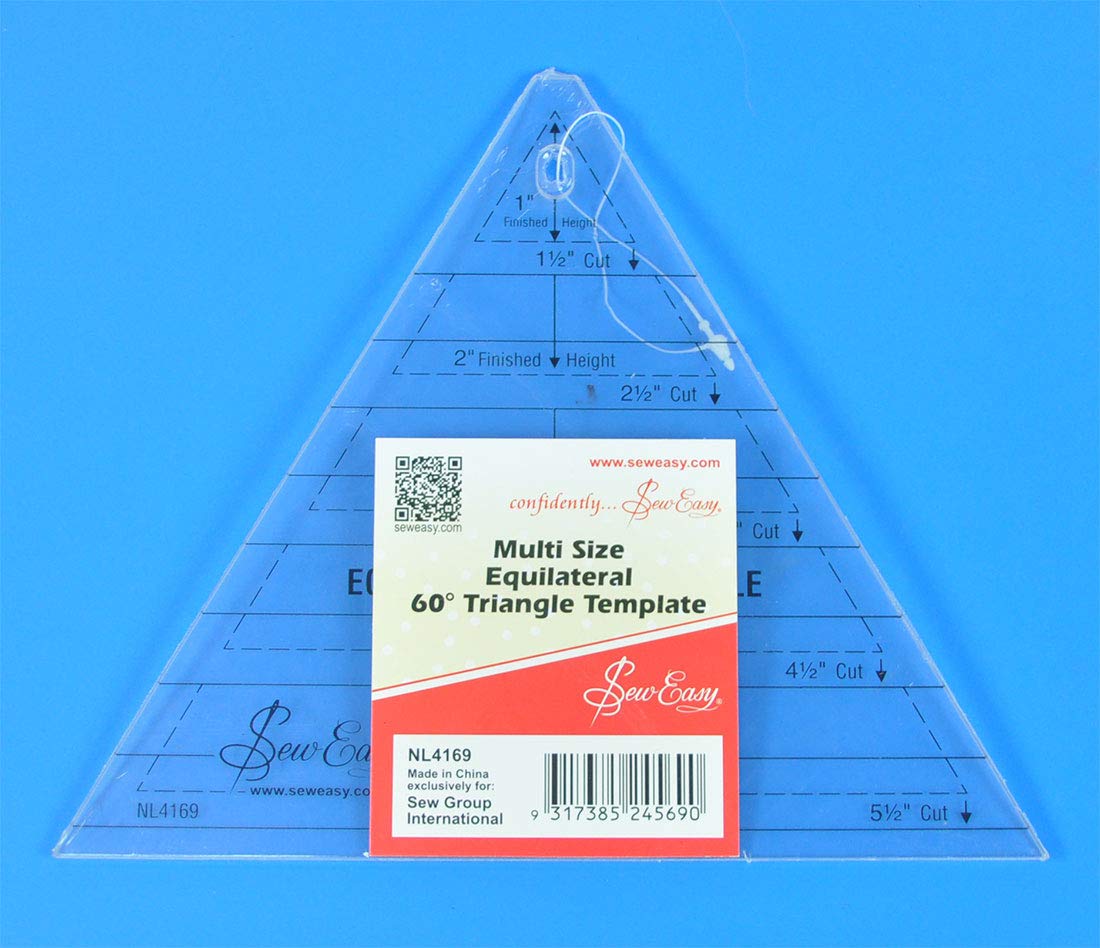 1"
Finished Height
1½" Cut
2" Finished Height
2½" Cut
www.seweasy.com
seweasy.com
confidently... Sew Easy®
Multi Size
Equilateral
60° Triangle Template
" Cut
4½" Cut
Sew Easy®
Sew Ea
www.seweasy.co
NL4169
5½" Cut
NL4169
Made in China
exclusively for:
Sew Group
International
9 317385 245690